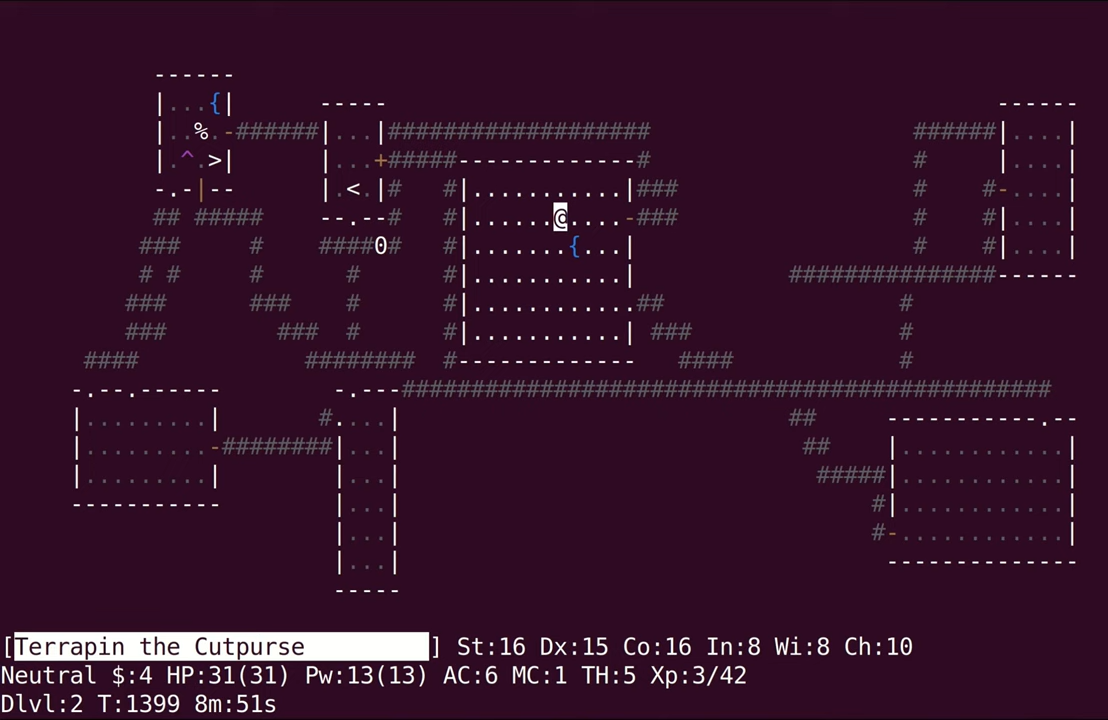 [Terrapin the Cutpurse ] St:16 Dx:15 Co:16 In:8 Wi:8 Ch:10
Neutral $:4 HP:31(31) Pw:13(13) AC:6 MC:1 TH:5 Xp:3/42
Dlvl:2 T:1399 8m:51s